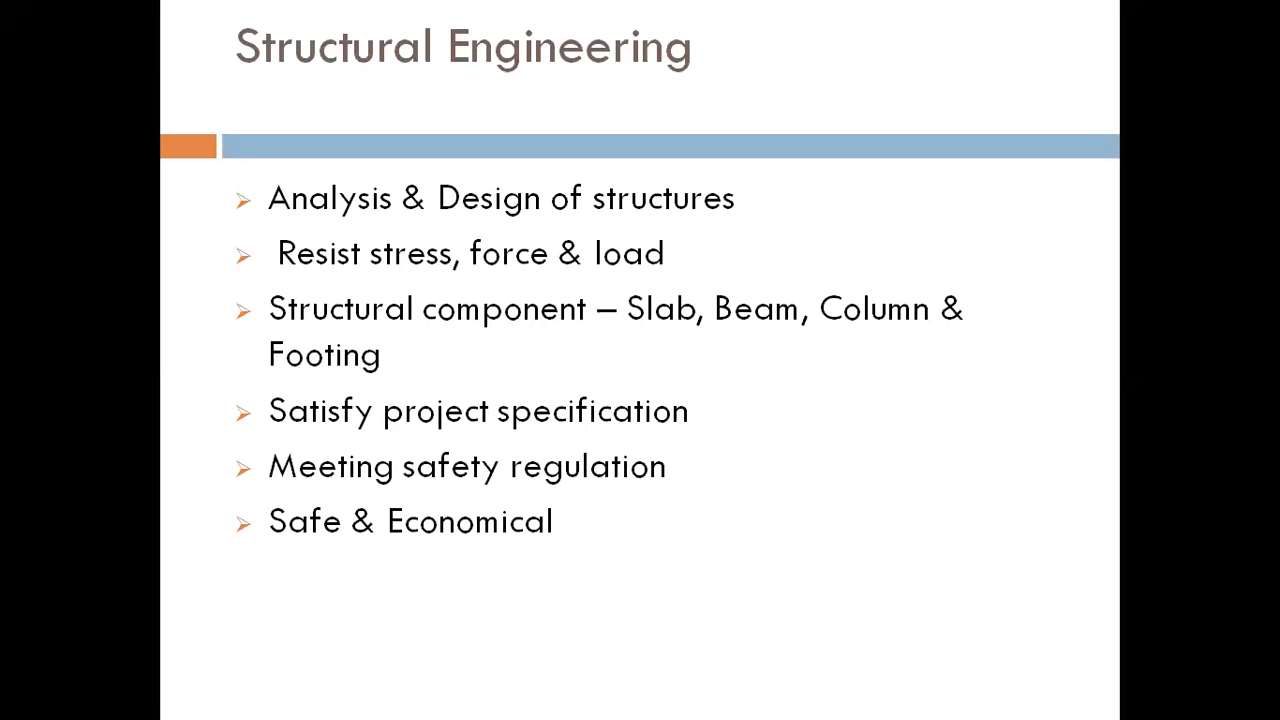 Structural Engineering
Analysis & Design of structures
Resist stress, force & load
Structural component – Slab, Beam, Column &
Footing
Satisfy project specification
Meeting safety regulation
Safe & Economical